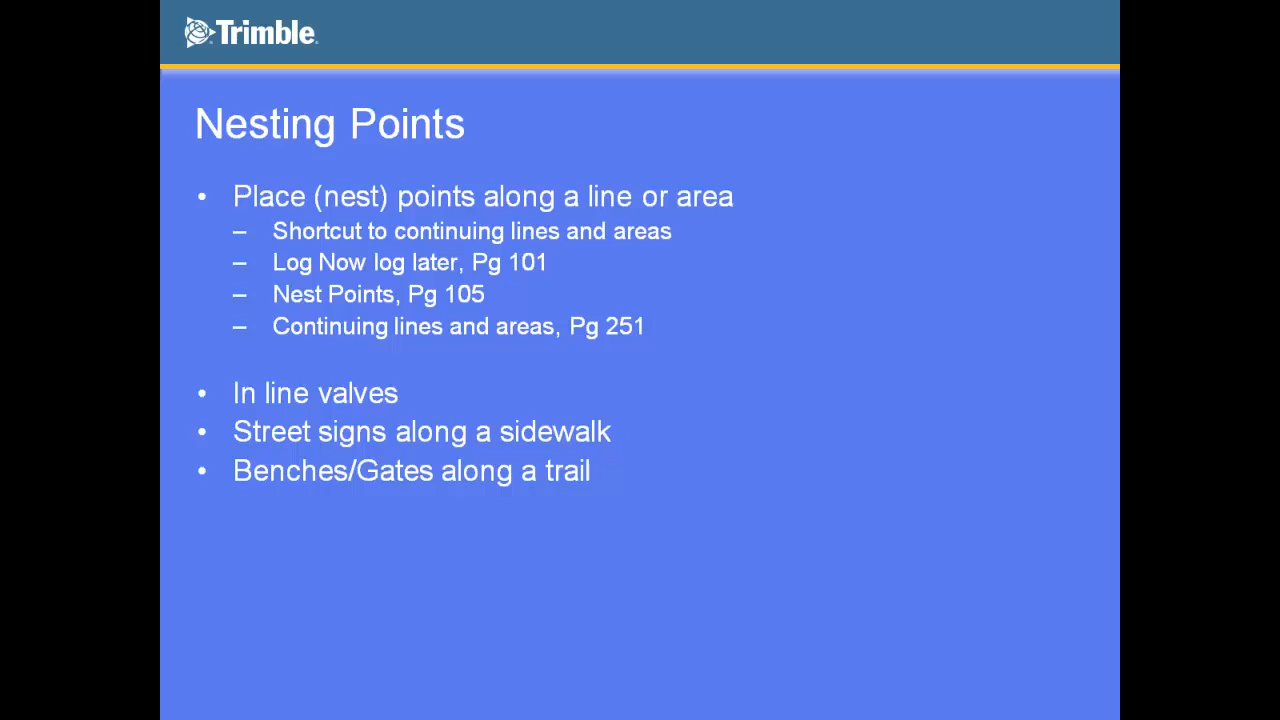 Trimble
Nesting Points
• Place (nest) points along a line or area
– Shortcut to continuing lines and areas
– Log Now log later, Pg 101
– Nest Points, Pg 105
– Continuing lines and areas, Pg 251
• In line valves
• Street signs along a sidewalk
• Benches/Gates along a trail